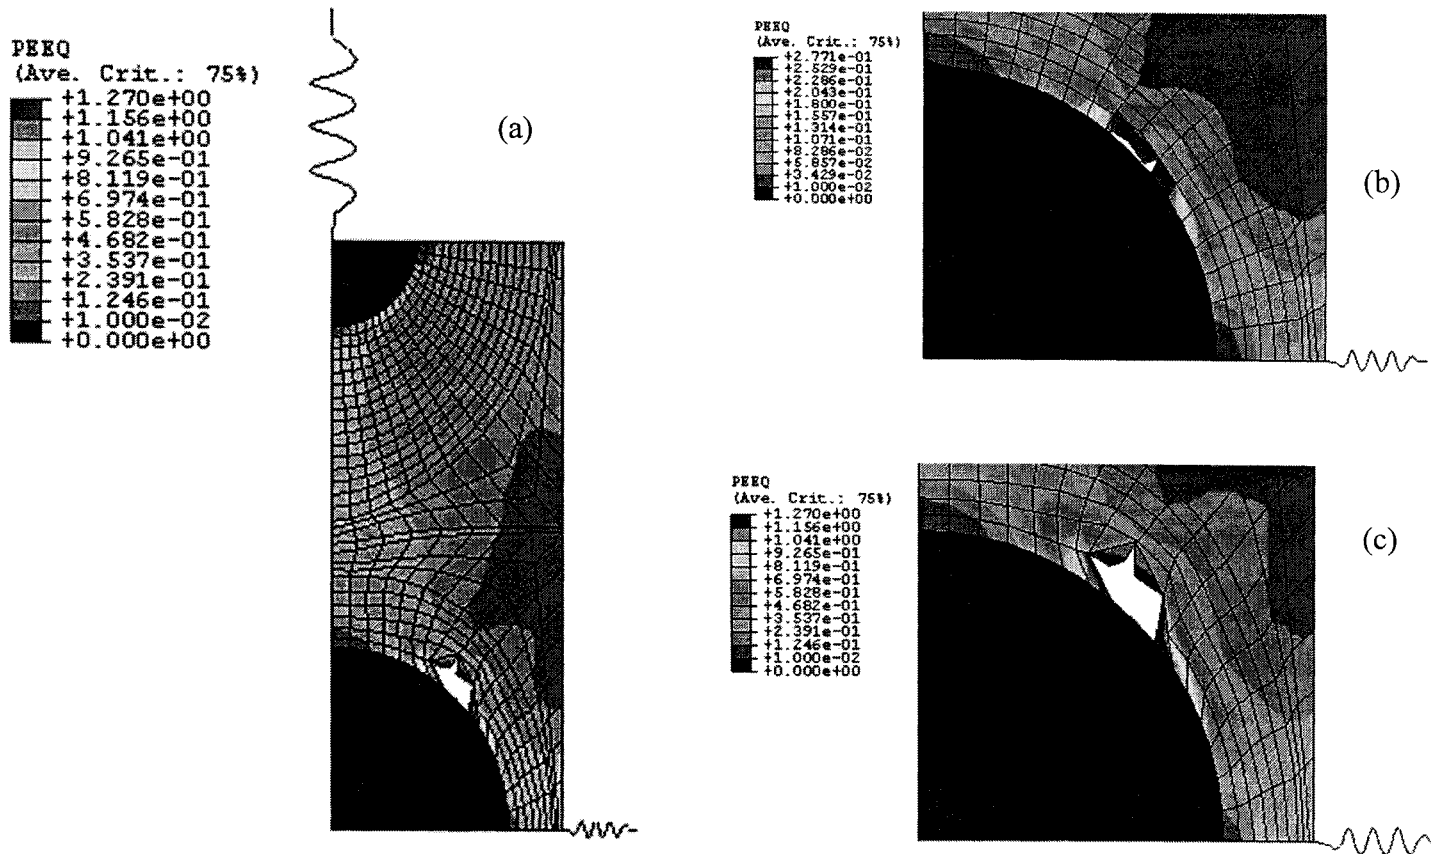 PEEQ
(Ave. Crit.: 75%)
+1.270e+00
+1.156e+00
+1.041e+00
+9.265e-01
+8.119e-01
+6.974e-01
+5.828e-01
+4.682e-01
+3.537e-01
+2.391e-01
+1.246e-01
+1.000e-02
+0.000e+00
(a)
PEEQ
(Ave. Crit.: 75%)
+2.771e-01
+2.529e-01
+2.286e-01
+2.043e-01
+1.800e-01
+1.557e-01
+1.314e-01
+1.071e-01
+8.286e-02
+5.857e-02
+3.429e-02
+1.000e-02
+0.000e+00
(b)
PEEQ
(Ave. Crit.: 75%)
+1.270e+00
+1.156e+00
+1.041e+00
+9.265e-01
+8.119e-01
+6.974e-01
+5.828e-01
+4.682e-01
+3.537e-01
+2.391e-01
+1.246e-01
+1.000e-02
+0.000e+00
(c)